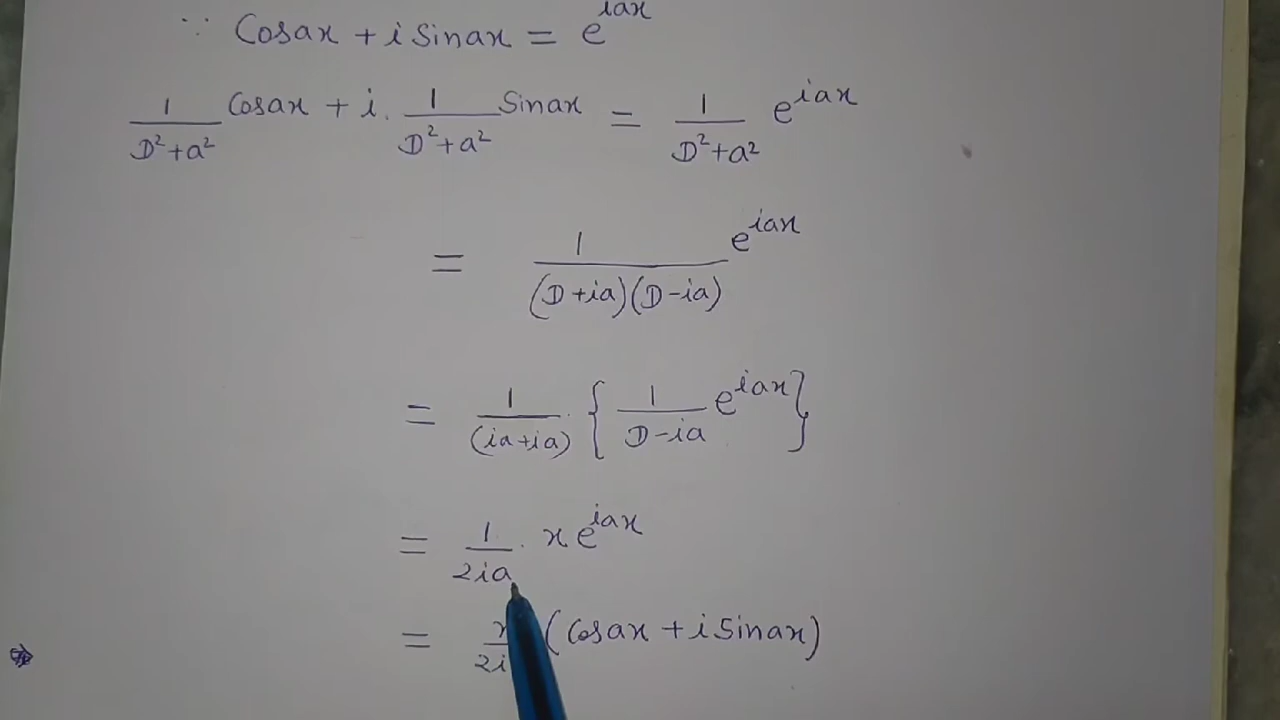 ∵ Cosax + i Sinax = e^{iax}
1/(D²+a²) Cosax + i. 1/(D²+a²) Sinax = 1/(D²+a²) e^{iax}
= 1/((D+ia)(D-ia)) e^{iax}
= 1/(ia+ia) . { 1/(D-ia) e^{iax} }
= 1/2ia . x e^{iax}
= x/2i (Cosax + i Sinax)